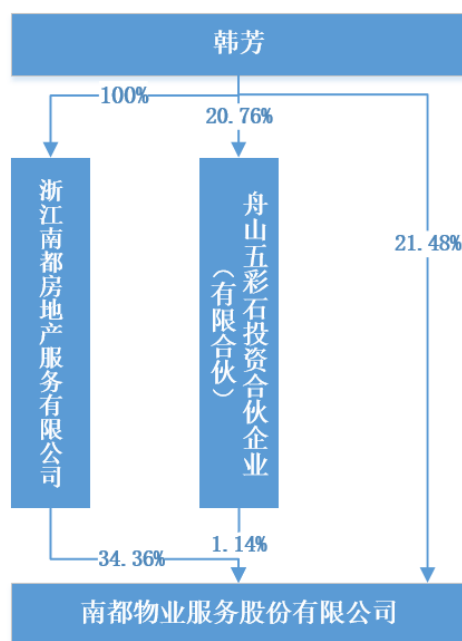 韩芳
100%
20.76%
浙江南都房地产服务有限公司
舟山五彩石投资合伙企业
（有限合伙）
21.48%
34.36%
1.14%
南都物业服务股份有限公司